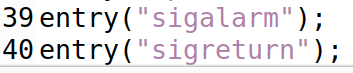 39 entry("sigalarm");
40 entry("sigreturn");